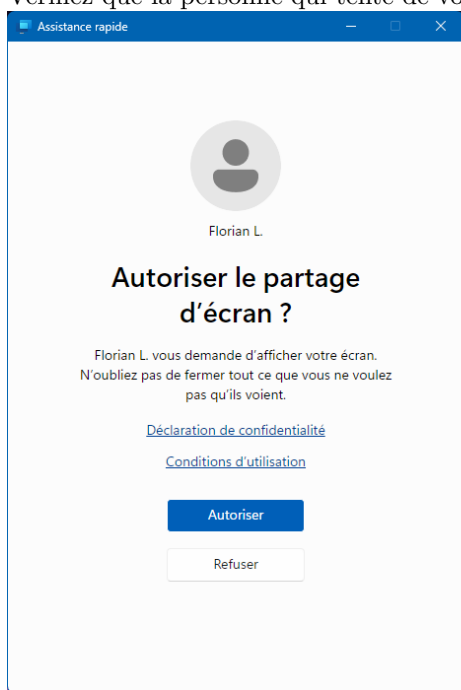 Vérifiez que la personne qui tente de vo
Assistance rapide
Florian L.
Autoriser le partage
d'écran ?
Florian L. vous demande d'afficher votre écran.
N'oubliez pas de fermer tout ce que vous ne voulez
pas qu'ils voient.
Déclaration de confidentialité
Conditions d'utilisation
Autoriser
Refuser